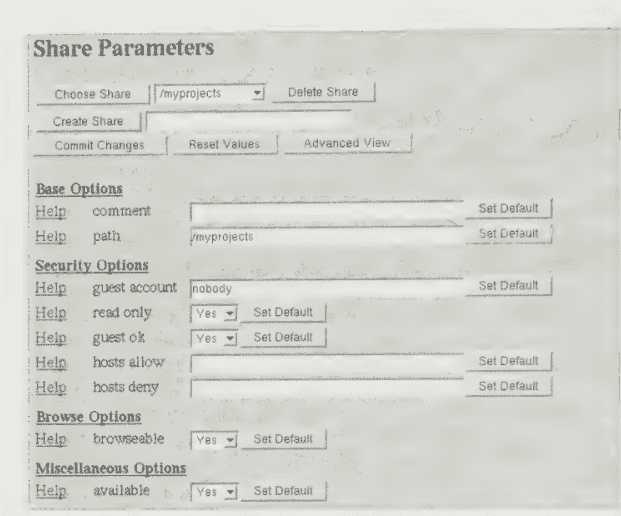 Share Parameters
Choose Share /myprojects Delete Share
Create Share
Commit Changes Reset Values Advanced View
Base Options
Help comment Set Default
Help path /myprojects Set Default
Security Options
Help guest account nobody Set Default
Help read only Yes Set Default
Help guest ok Yes Set Default
Help hosts allow Set Default
Help hosts deny Set Default
Browse Options
Help browseable Yes Set Default
Miscellaneous Options
Help available Yes Set Default